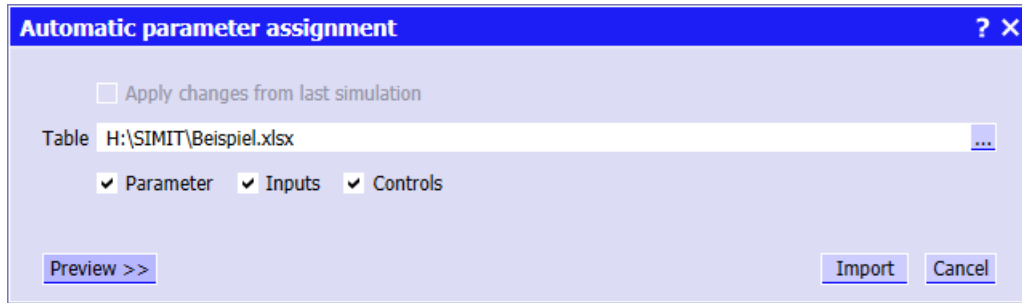 Automatic parameter assignment ? ×
Apply changes from last simulation
Table H:\SIMIT\Beispiel.xlsx ...
Parameter Inputs Controls
Preview >> Import Cancel